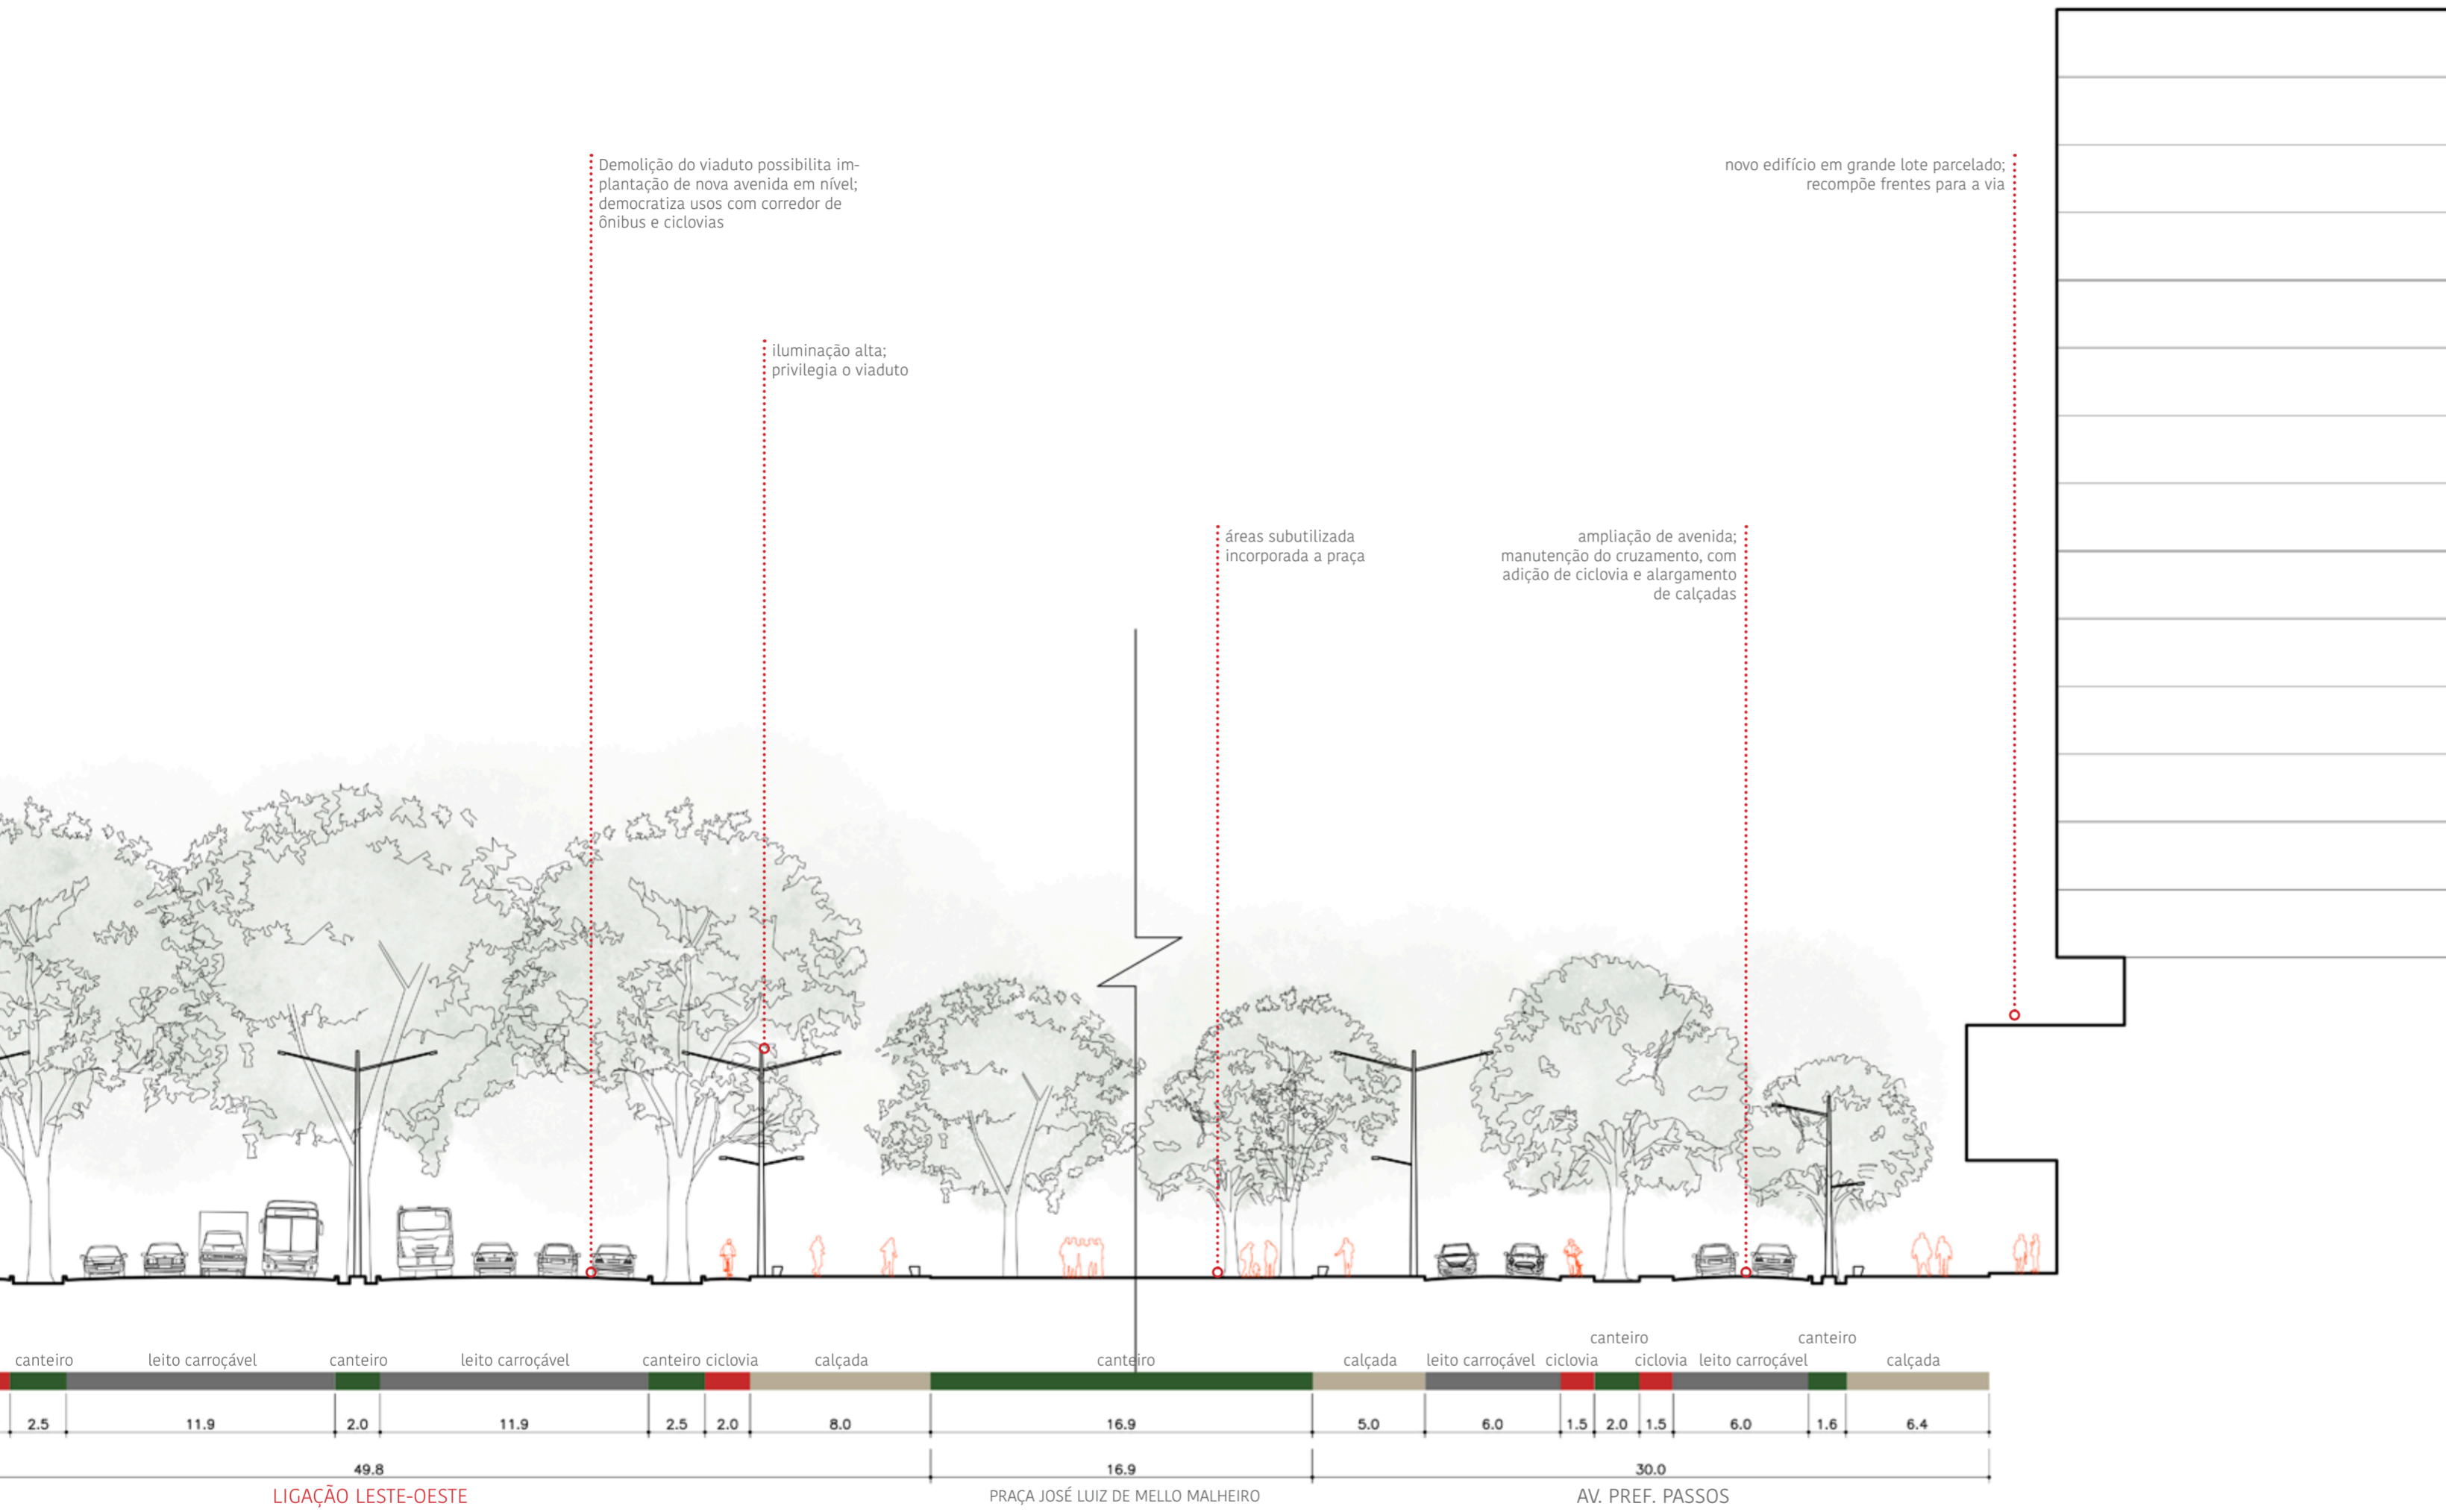 Demolição do viaduto possibilita im-
plantação de nova avenida em nível;
democratiza usos com corredor de
ônibus e ciclovias
novo edifício em grande lote parcelado;
recompõe frentes para a via
iluminação alta;
privilegia o viaduto
áreas subutilizada
incorporada a praça
ampliação de avenida;
manutenção do cruzamento, com
adição de ciclovia e alargamento
de calçadas
canteiro canteiro
canteiro leito carroçável canteiro leito carroçável canteiro ciclovia calçada canteiro calçada leito carroçável ciclovia ciclovia leito carroçável calçada
2.5 11.9 2.0 11.9 2.5 2.0 8.0 16.9 5.0 6.0 1.5 2.0 1.5 6.0 1.6 6.4
49.8 16.9 30.0
LIGAÇÃO LESTE-OESTE PRAÇA JOSÉ LUIZ DE MELLO MALHEIRO AV. PREF. PASSOS